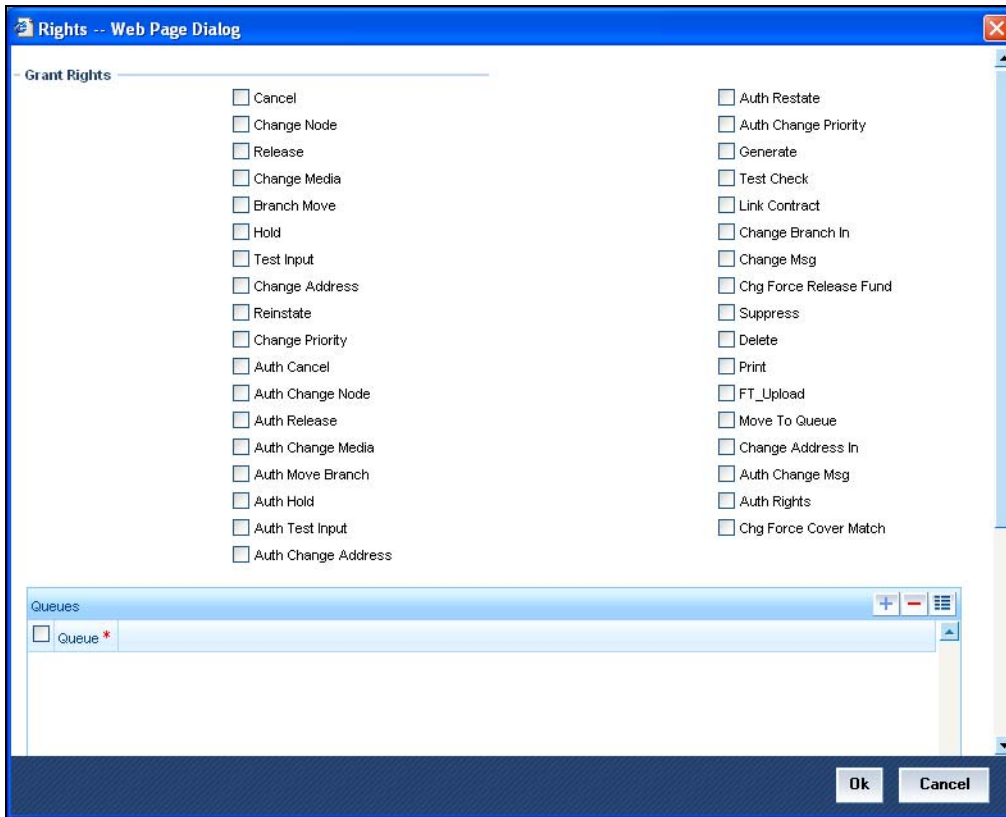 Rights -- Web Page Dialog
Grant Rights
Cancel
Change Node
Release
Change Media
Branch Move
Hold
Test Input
Change Address
Reinstate
Change Priority
Auth Cancel
Auth Change Node
Auth Release
Auth Change Media
Auth Move Branch
Auth Hold
Auth Test Input
Auth Change Address
Auth Restate
Auth Change Priority
Generate
Test Check
Link Contract
Change Branch In
Change Msg
Chg Force Release Fund
Suppress
Delete
Print
FT_Upload
Move To Queue
Change Address In
Auth Change Msg
Auth Rights
Chg Force Cover Match
Queues
Queue *
Ok
Cancel